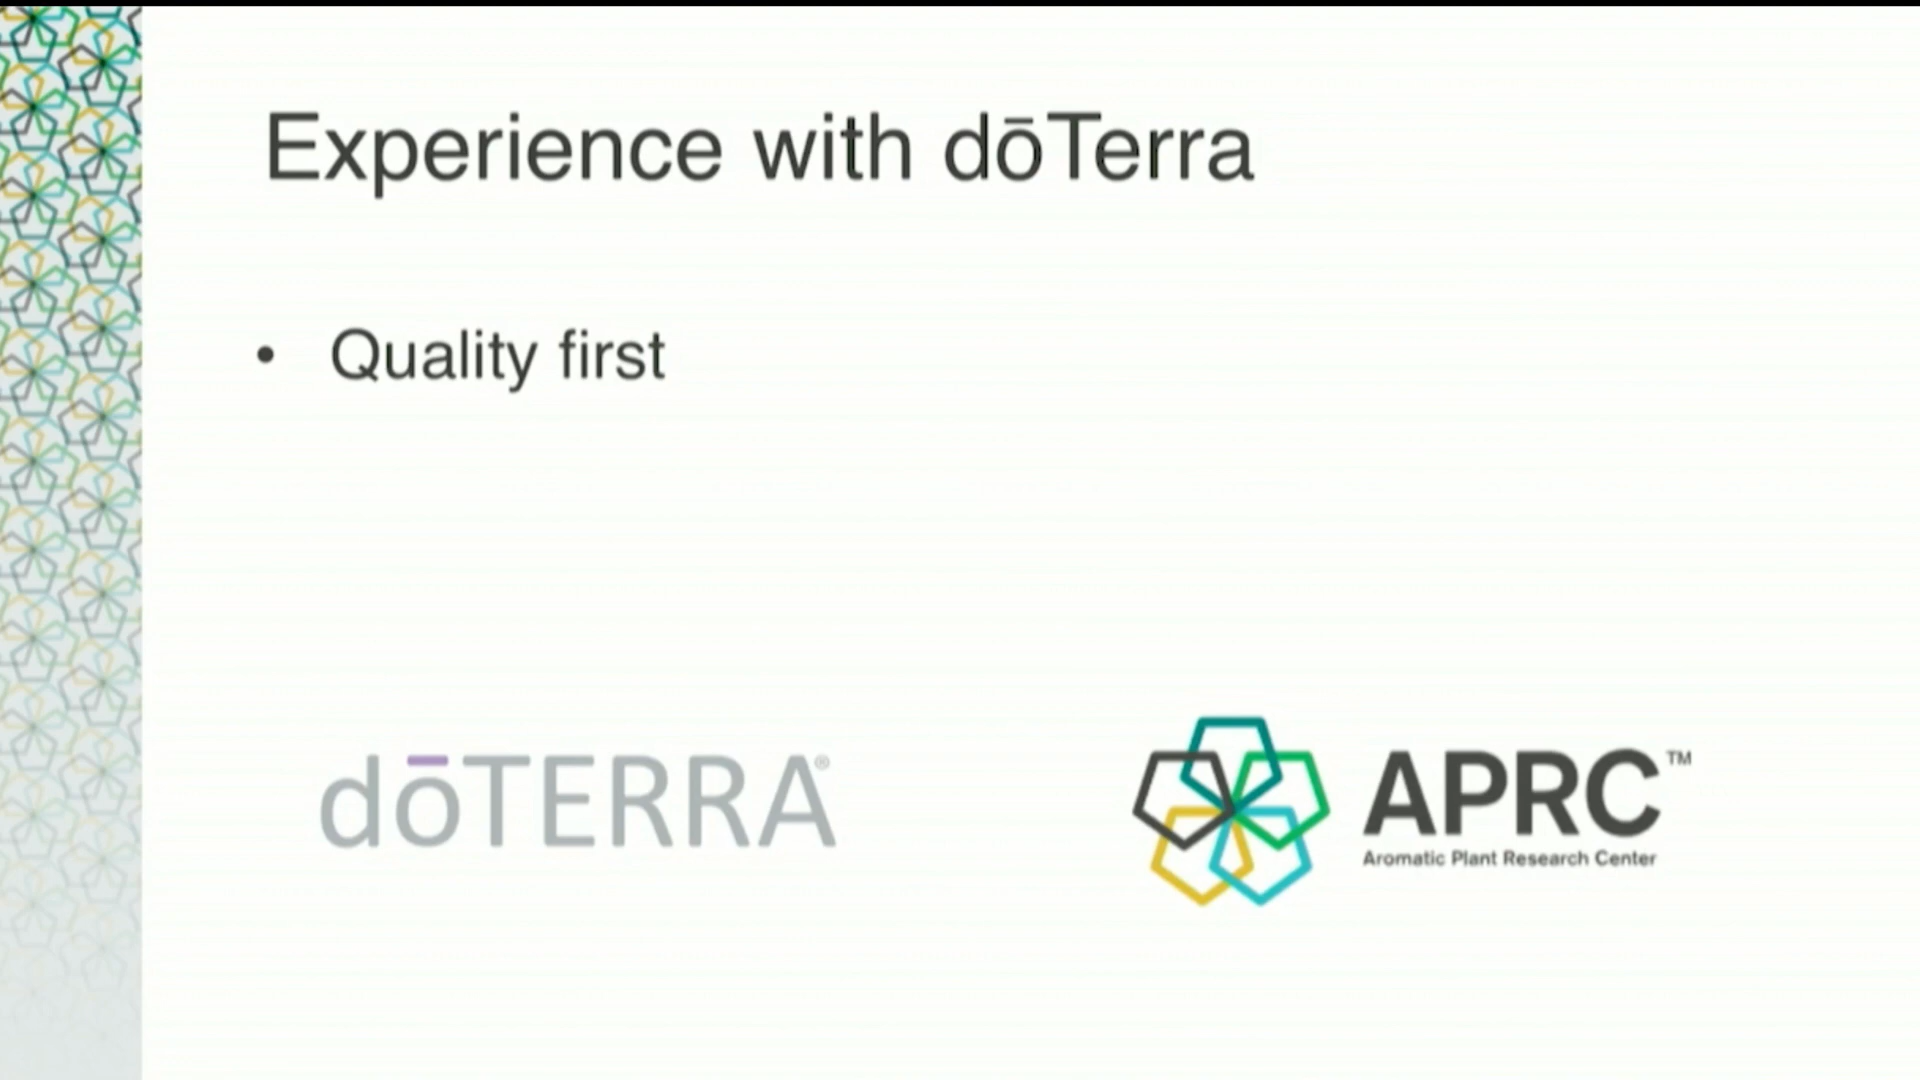 Experience with dōTerra
• Quality first
dōTERRA®
APRC™
Aromatic Plant Research Center